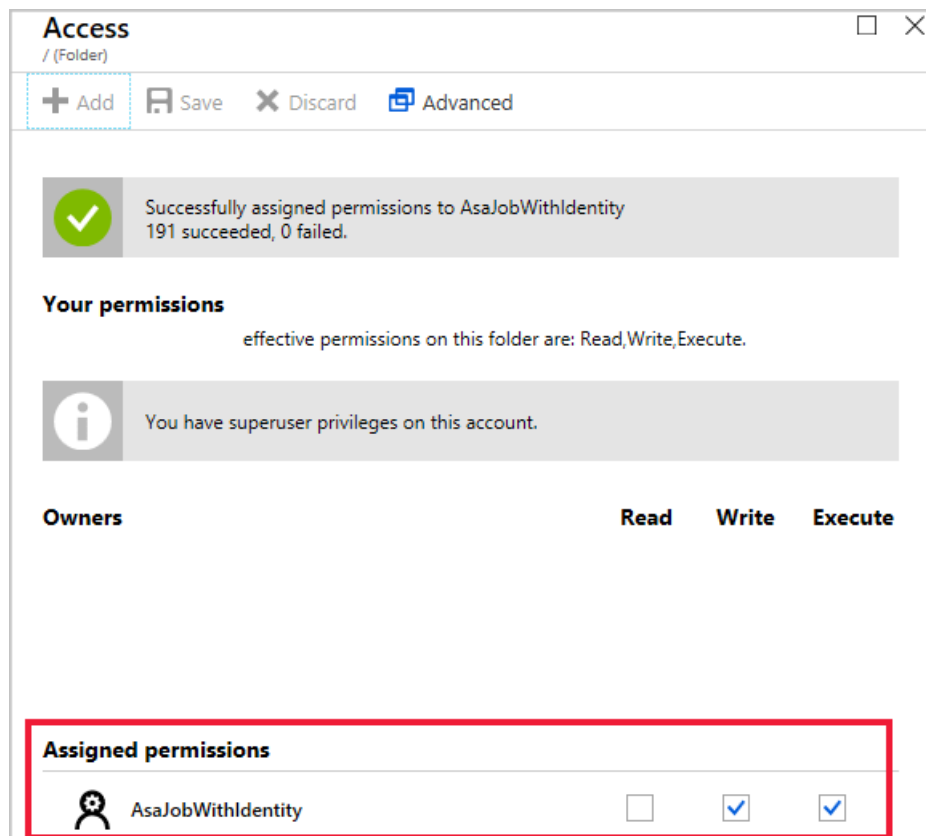 Access
/ (Folder)
Add Save Discard Advanced
Successfully assigned permissions to AsaJobWithIdentity
191 succeeded, 0 failed.
Your permissions
effective permissions on this folder are: Read,Write,Execute.
You have superuser privileges on this account.
Owners Read Write Execute
Assigned permissions
AsaJobWithIdentity